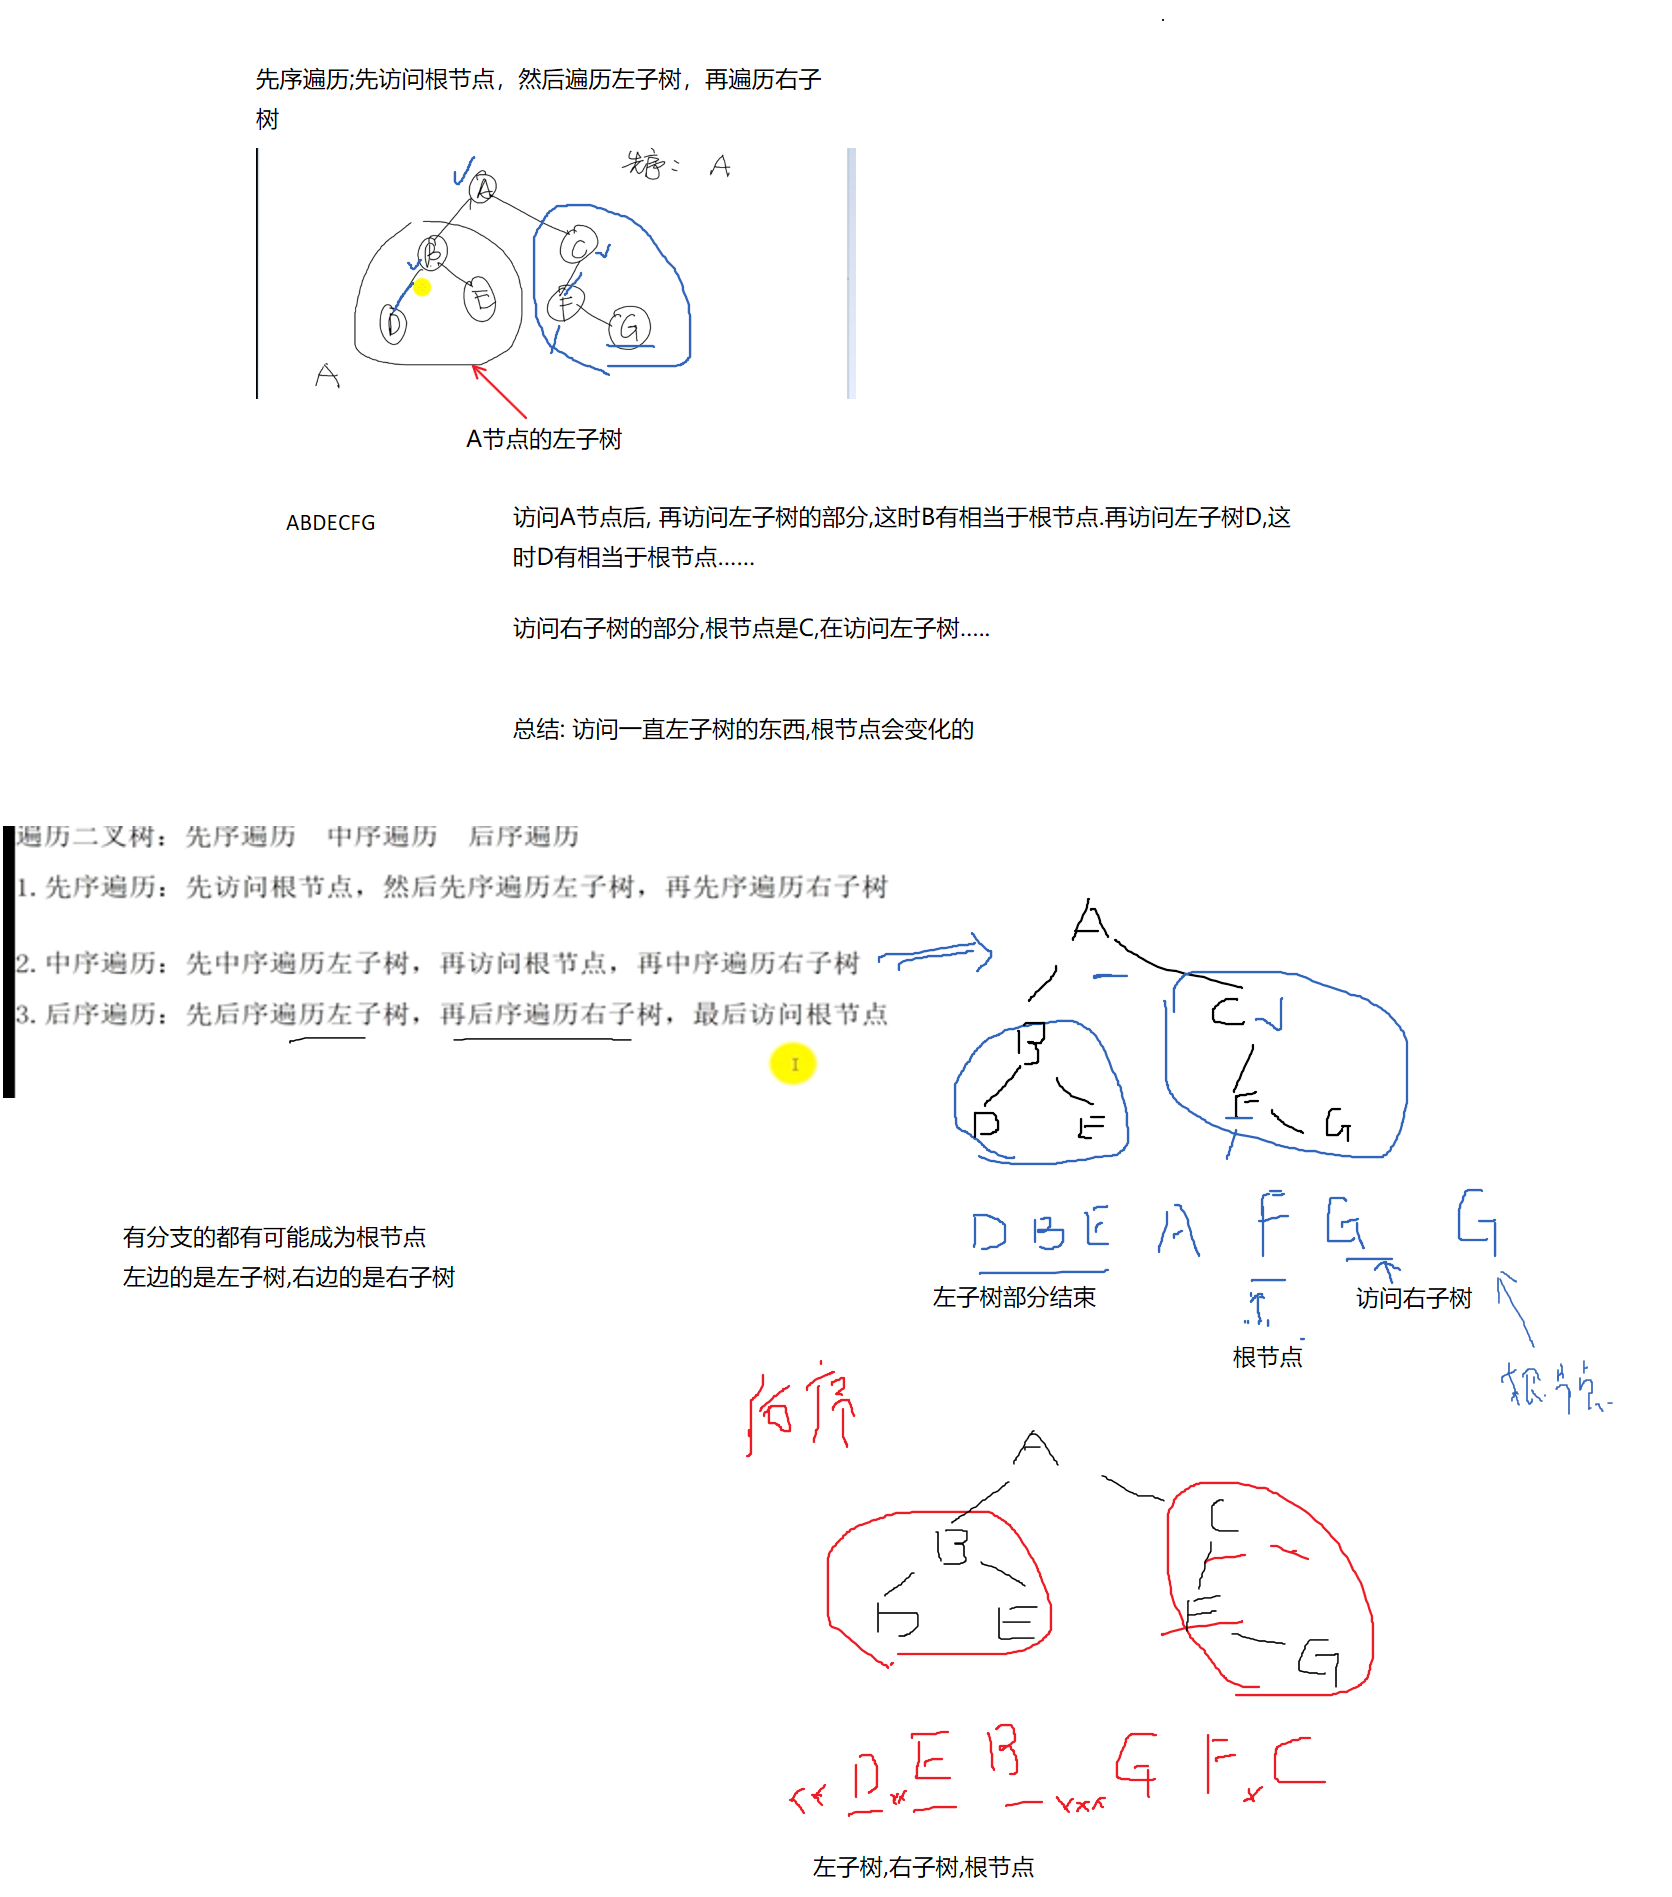 先序遍历;先访问根节点，然后遍历左子树，再遍历右子
树
先序： A
A
B
C
D
E
F
G
A
A节点的左子树
ABDECFG
访问A节点后, 再访问左子树的部分,这时B有相当于根节点.再访问左子树D,这
时D有相当于根节点......
访问右子树的部分,根节点是C,在访问左子树.....
总结: 访问一直左子树的东西,根节点会变化的
遍历二叉树：先序遍历 中序遍历 后序遍历
1.先序遍历：先访问根节点，然后先序遍历左子树，再先序遍历右子树
2.中序遍历：先中序遍历左子树，再访问根节点，再中序遍历右子树
3.后序遍历：先后序遍历左子树，再后序遍历右子树，最后访问根节点
A
C
B
D E
F G
D B E A F G G
左子树部分结束
访问右子树
根节点
根节点
有分支的都有可能成为根节点
左边的是左子树,右边的是右子树
后序
A
C
B
D E
F
G
D E B G F C
左子树,右子树,根节点